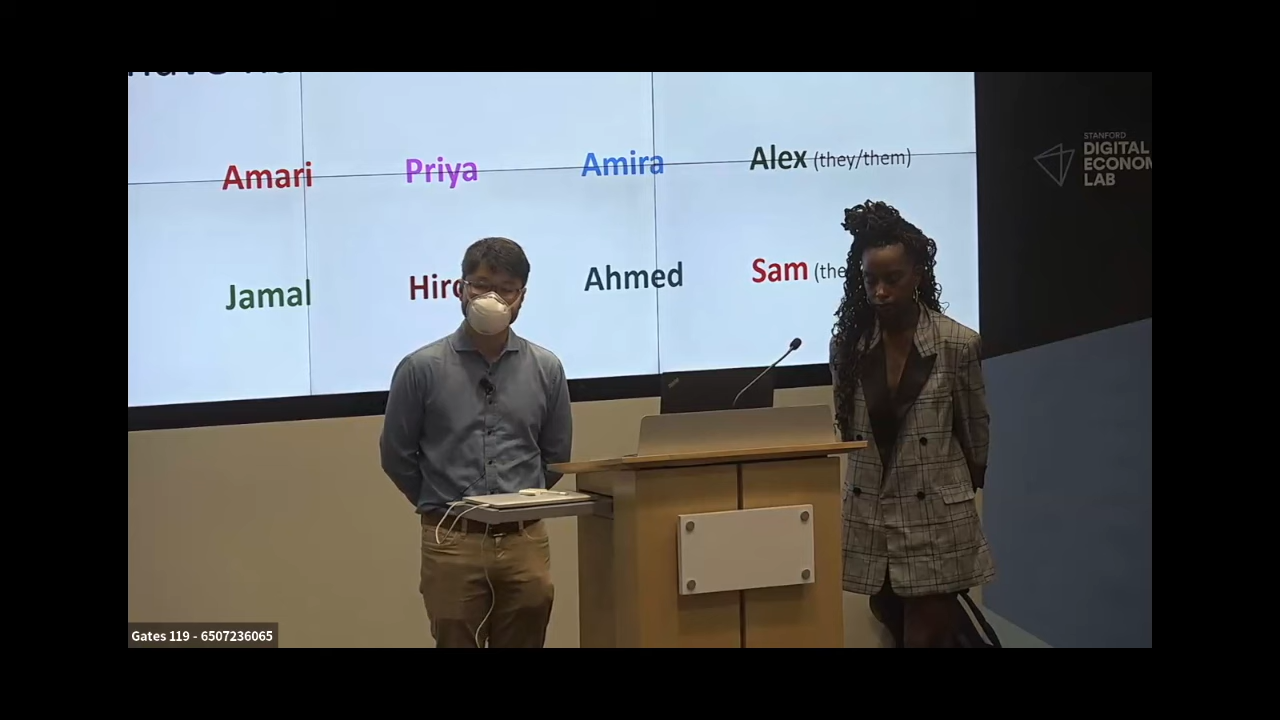 Amari Priya Amira Alex (they/them)
Jamal Ahmed Sam
STANFORD
DIGITAL
LAB
Gates 119 - 6507236065